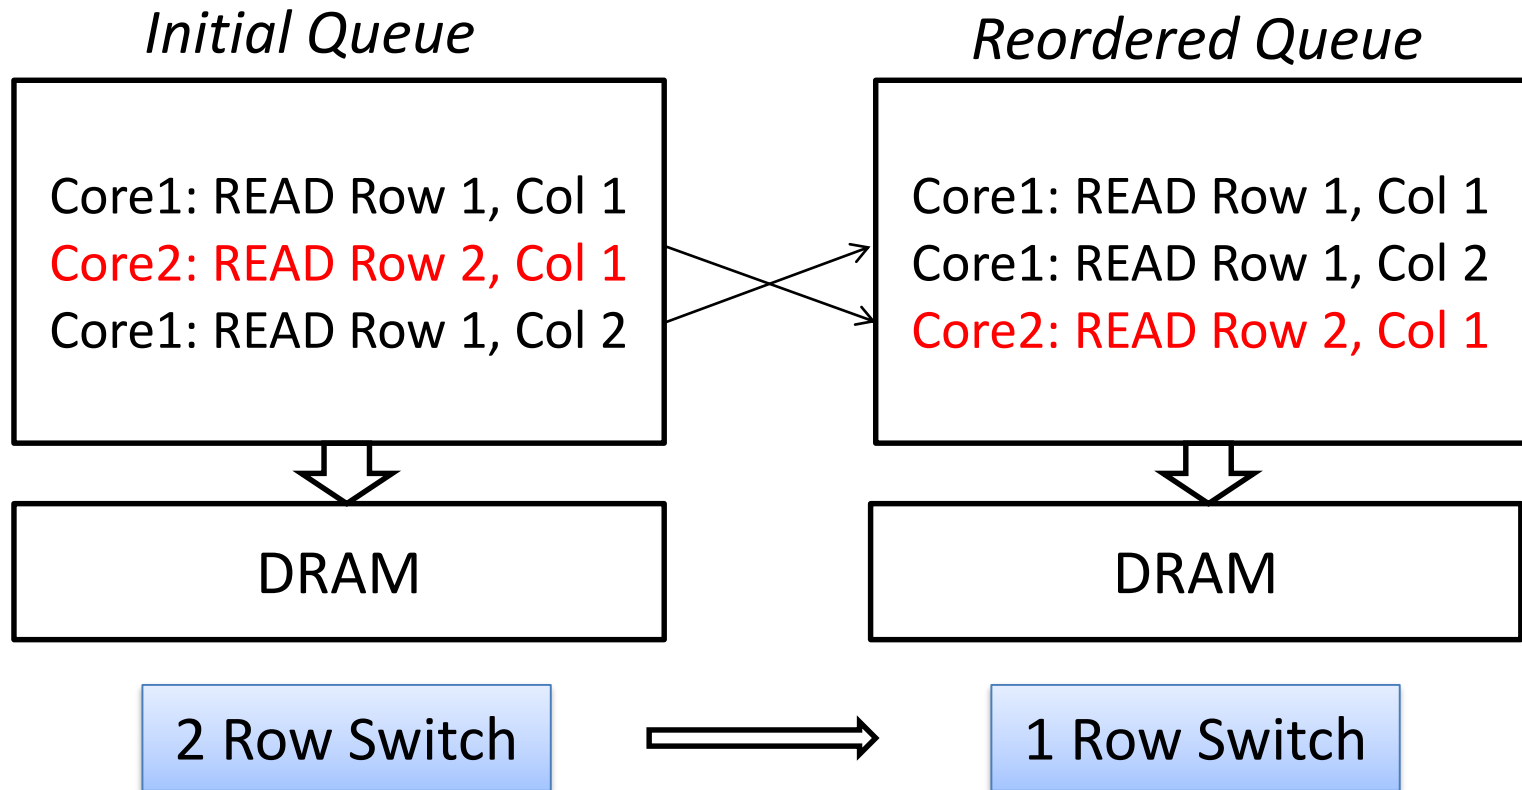 Initial Queue
Core1: READ Row 1, Col 1
Core2: READ Row 2, Col 1
Core1: READ Row 1, Col 2
DRAM
2 Row Switch
Reordered Queue
Core1: READ Row 1, Col 1
Core1: READ Row 1, Col 2
Core2: READ Row 2, Col 1
DRAM
1 Row Switch